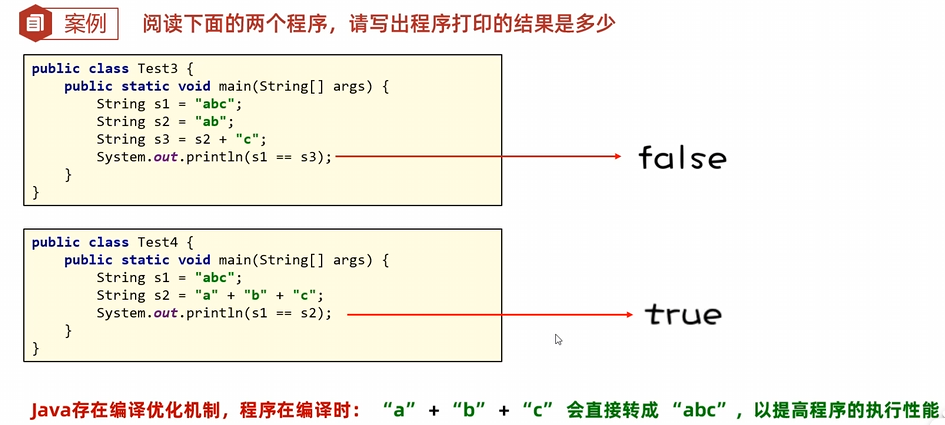 案例 阅读下面的两个程序，请写出程序打印的结果是多少
public class Test3 {
    public static void main(String[] args) {
        String s1 = "abc";
        String s2 = "ab";
        String s3 = s2 + "c";
        System.out.println(s1 == s3); false
    }
}
public class Test4 {
    public static void main(String[] args) {
        String s1 = "abc";
        String s2 = "a" + "b" + "c";
        System.out.println(s1 == s2); true
    }
}
Java存在编译优化机制，程序在编译时： “a” + “b” + “c” 会直接转成 “abc”，以提高程序的执行性能